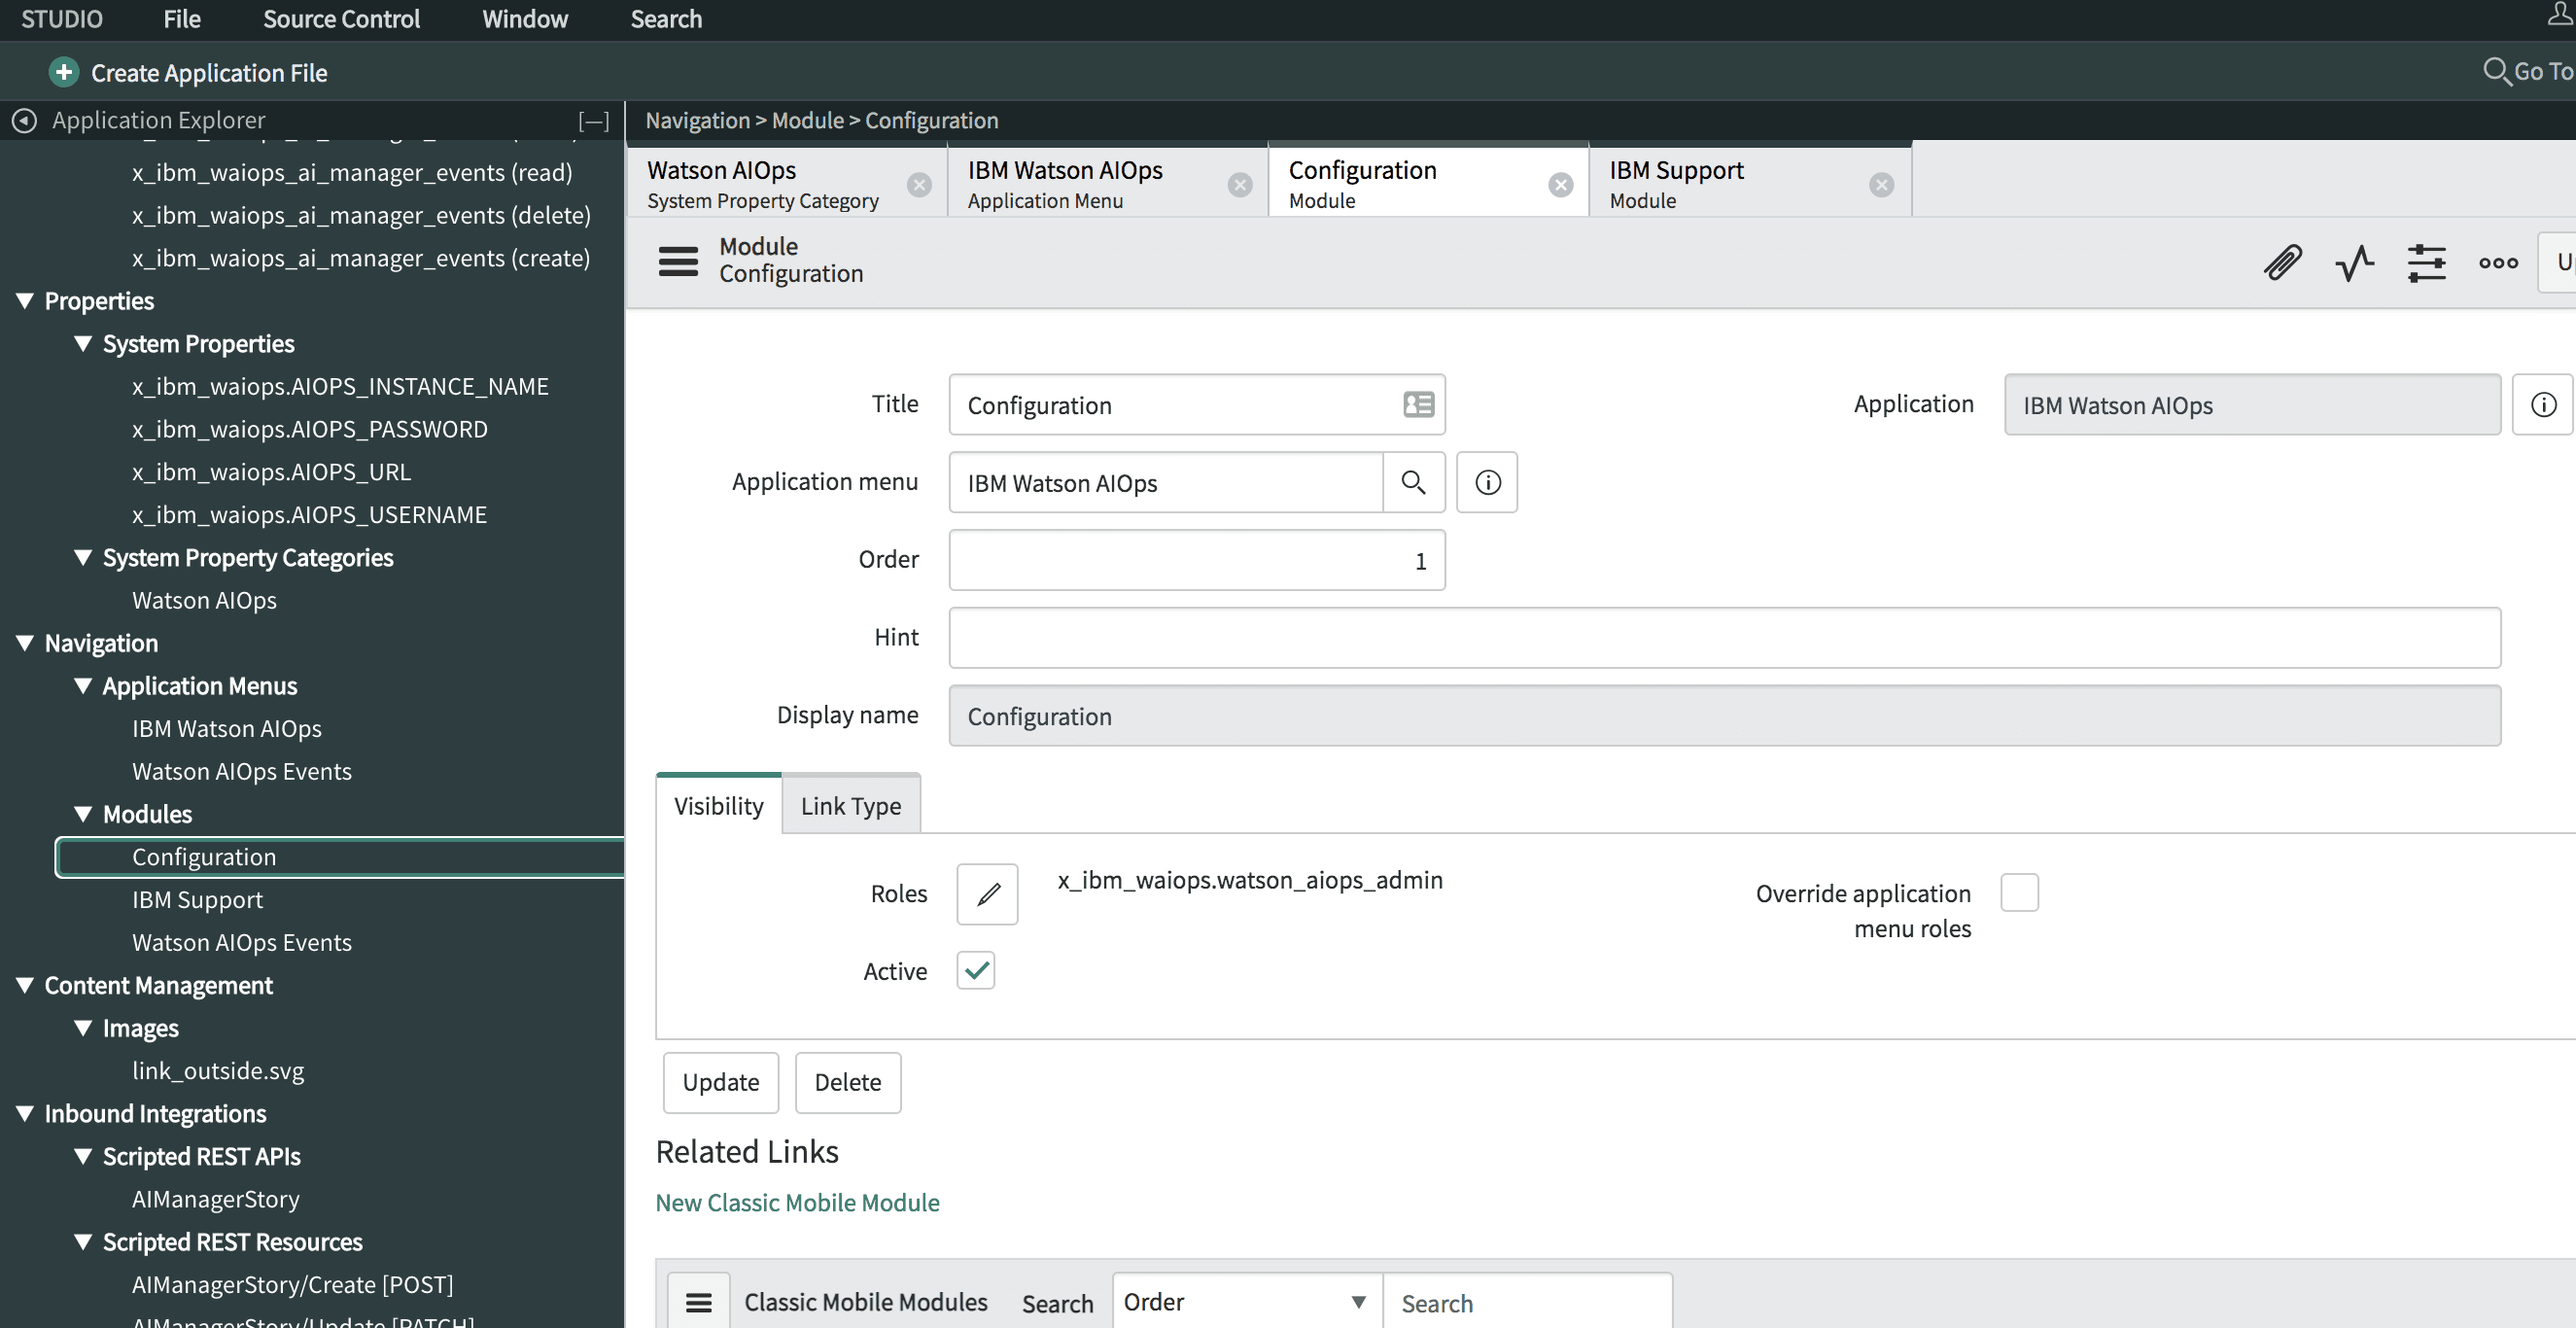 STUDIO File Source Control Window Search
Create Application File
Go To
Application Explorer [—]
Navigation > Module > Configuration
x_ibm_waiops_ai_manager_events (read)
x_ibm_waiops_ai_manager_events (delete)
x_ibm_waiops_ai_manager_events (create)
Properties
System Properties
x_ibm_waiops.AIOPS_INSTANCE_NAME
x_ibm_waiops.AIOPS_PASSWORD
x_ibm_waiops.AIOPS_URL
x_ibm_waiops.AIOPS_USERNAME
System Property Categories
Watson AIOps
Navigation
Application Menus
IBM Watson AIOps
Watson AIOps Events
Modules
Configuration
IBM Support
Watson AIOps Events
Content Management
Images
link_outside.svg
Inbound Integrations
Scripted REST APIs
AIManagerStory
Scripted REST Resources
AIManagerStory/Create [POST]
AIManagerStory/Update [PATCH]
Watson AIOps
System Property Category
IBM Watson AIOps
Application Menu
Configuration
Module
IBM Support
Module
Module
Configuration
Title Configuration
Application IBM Watson AIOps
Application menu IBM Watson AIOps
Order 1
Hint
Display name Configuration
Visibility Link Type
Roles x_ibm_waiops.watson_aiops_admin
Override application
menu roles
Active
Update Delete
Related Links
New Classic Mobile Module
Classic Mobile Modules Search Order Search